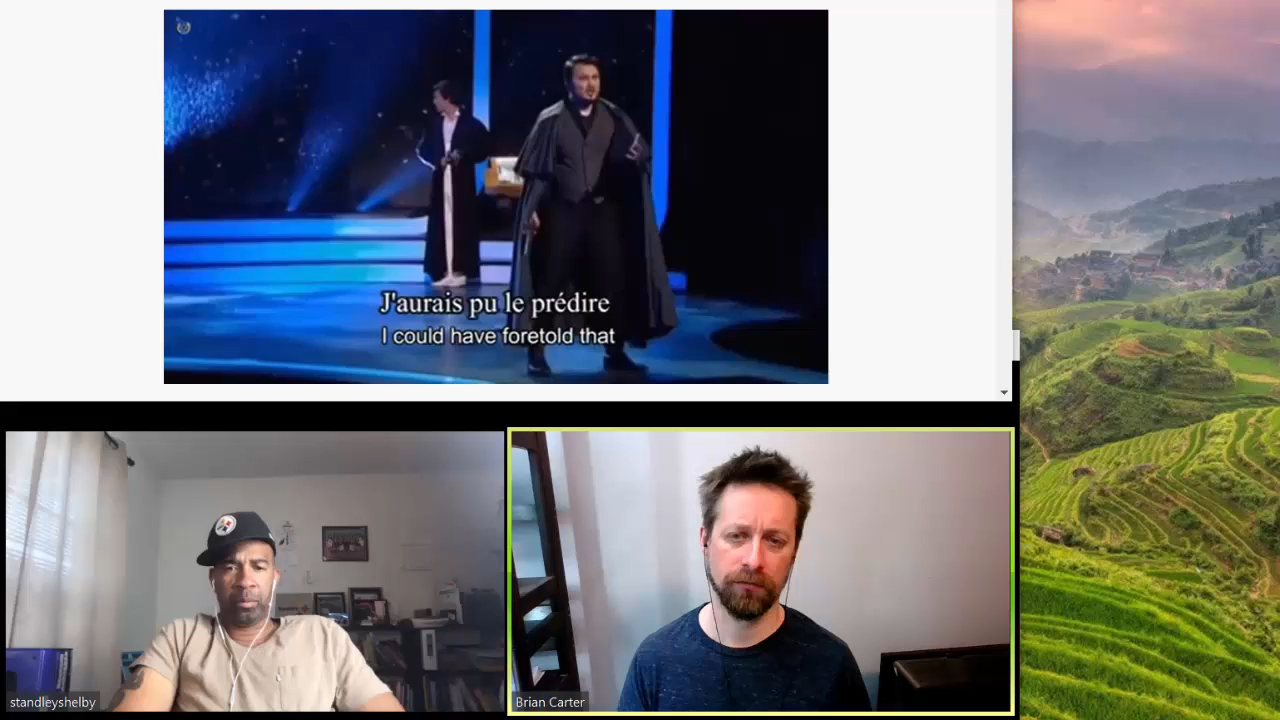 J'aurais pu le prédire
I could have foretold that
standleyshelby
Brian Carter